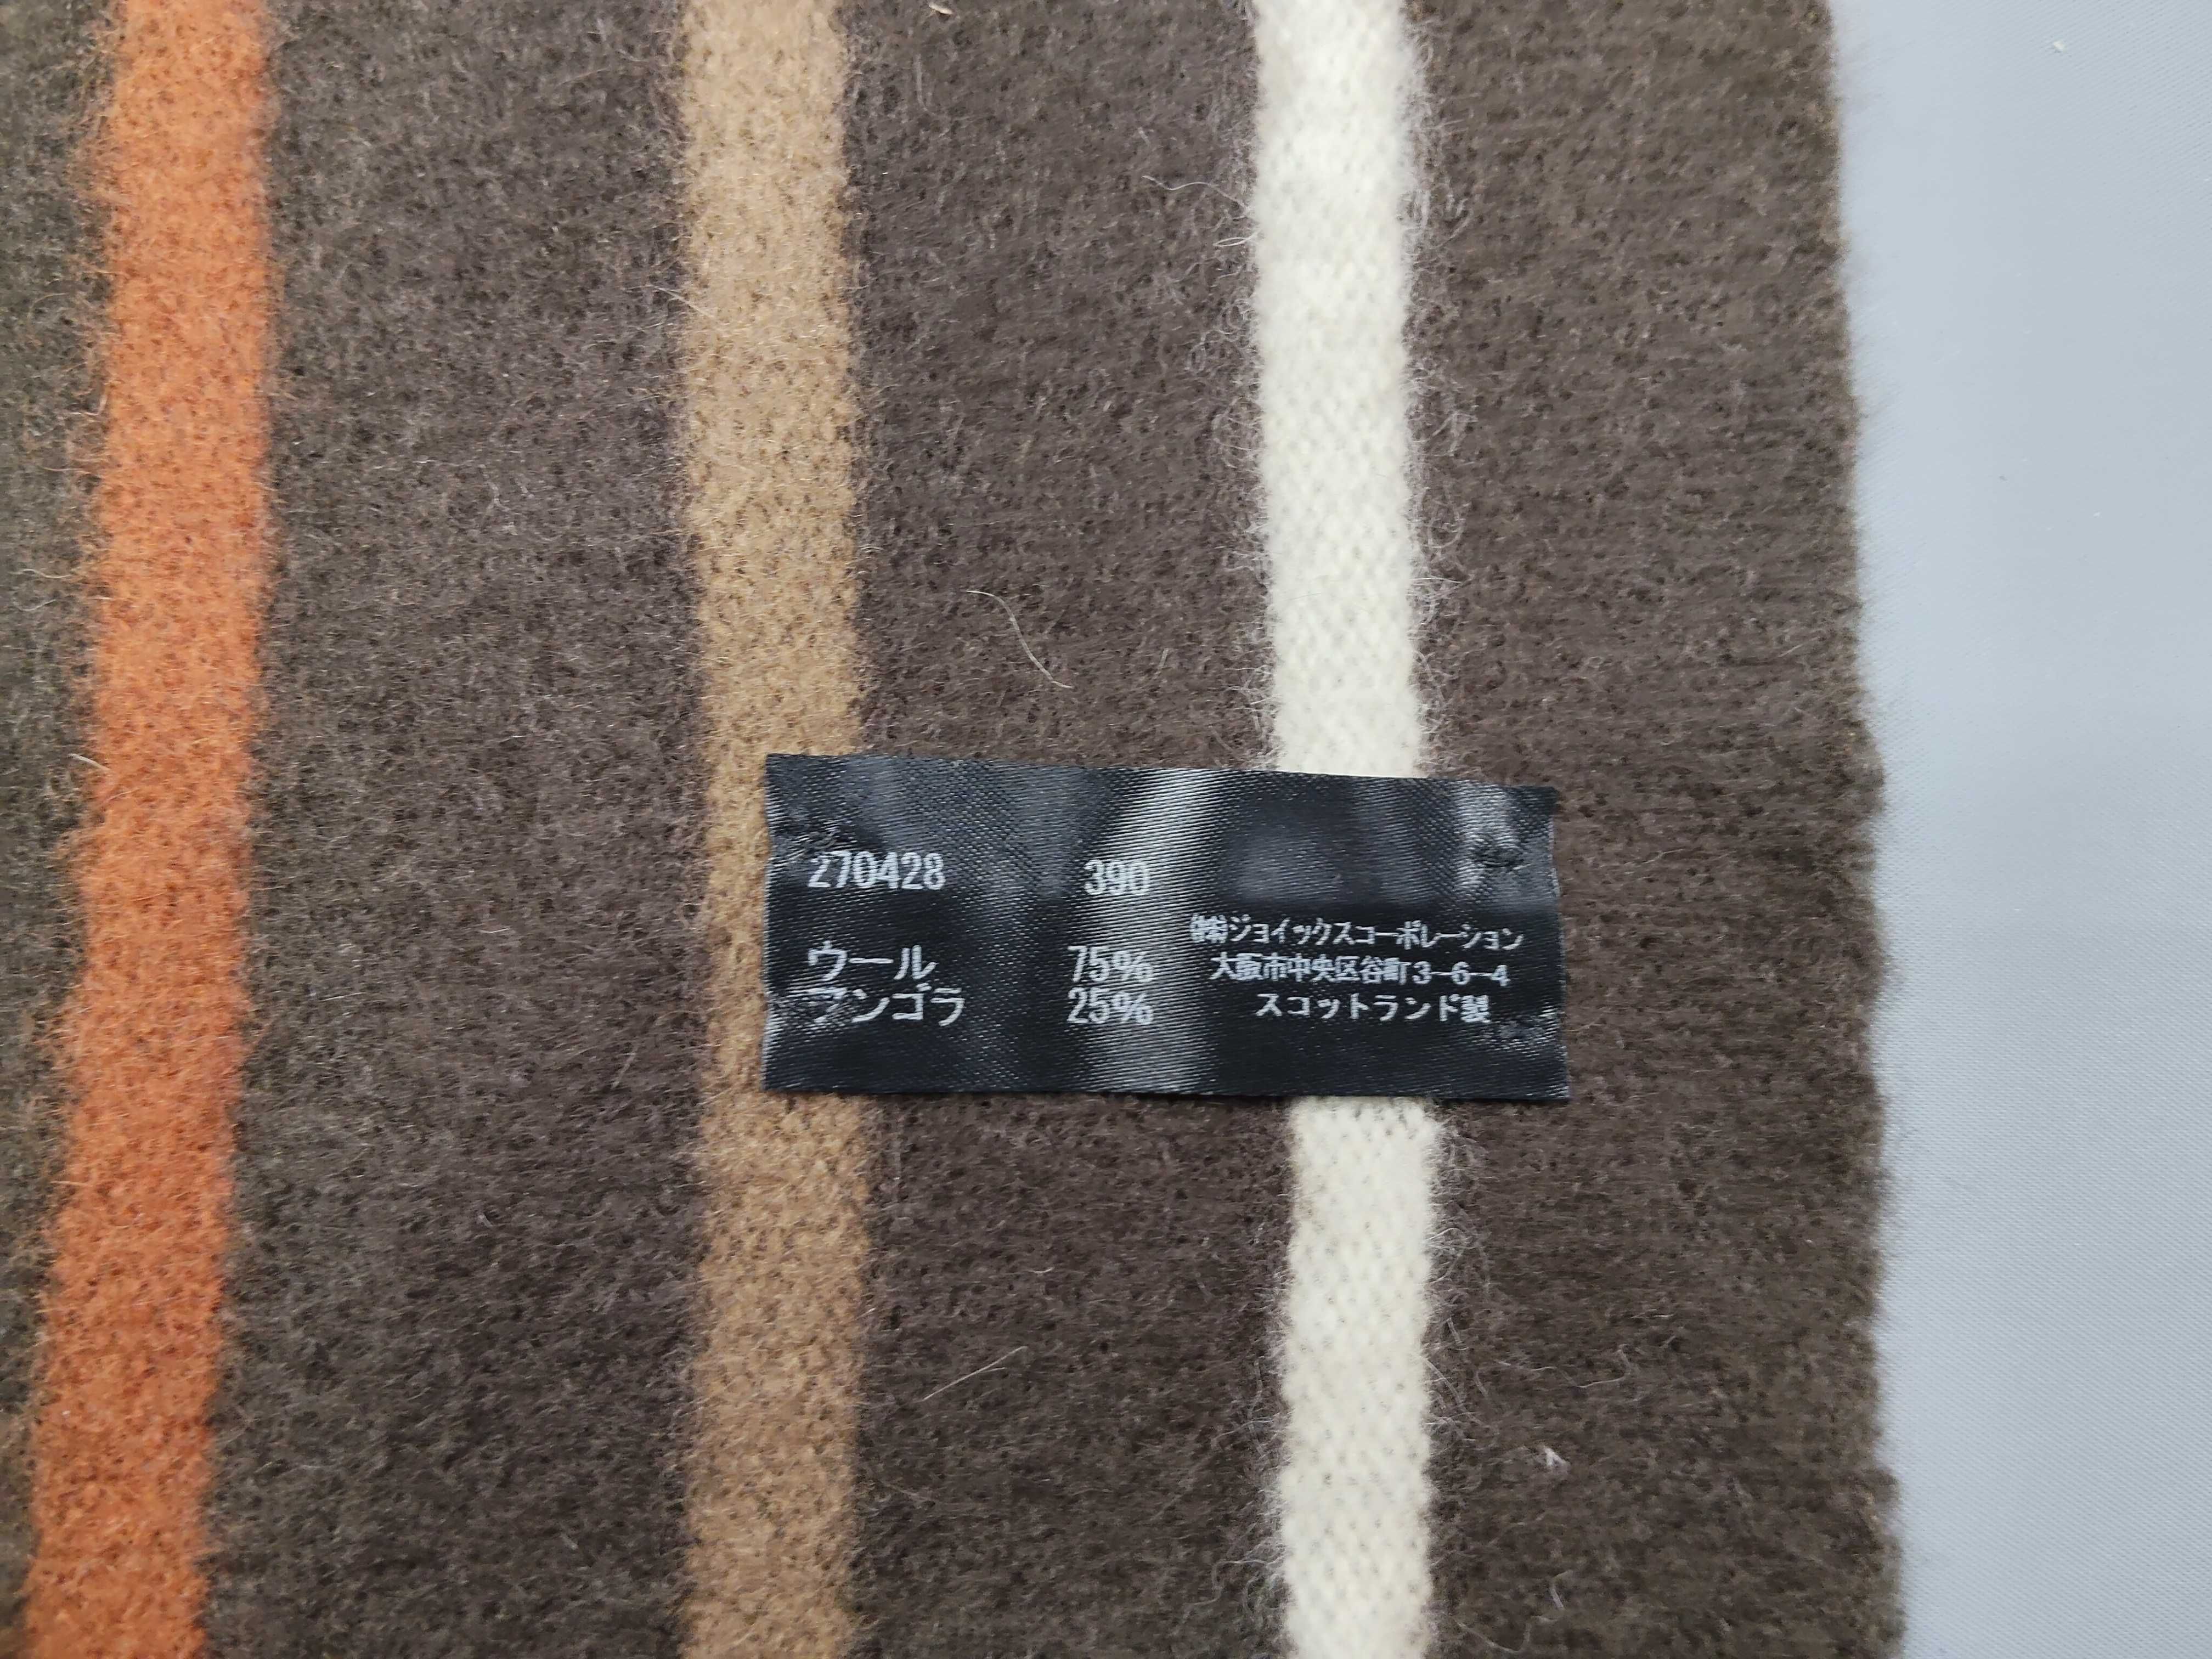 270428 390
ウール 75%
アンゴラ 25%
㈱ジョイックスコーポレーション
大阪市中央区谷町3-6-4
スコットランド製